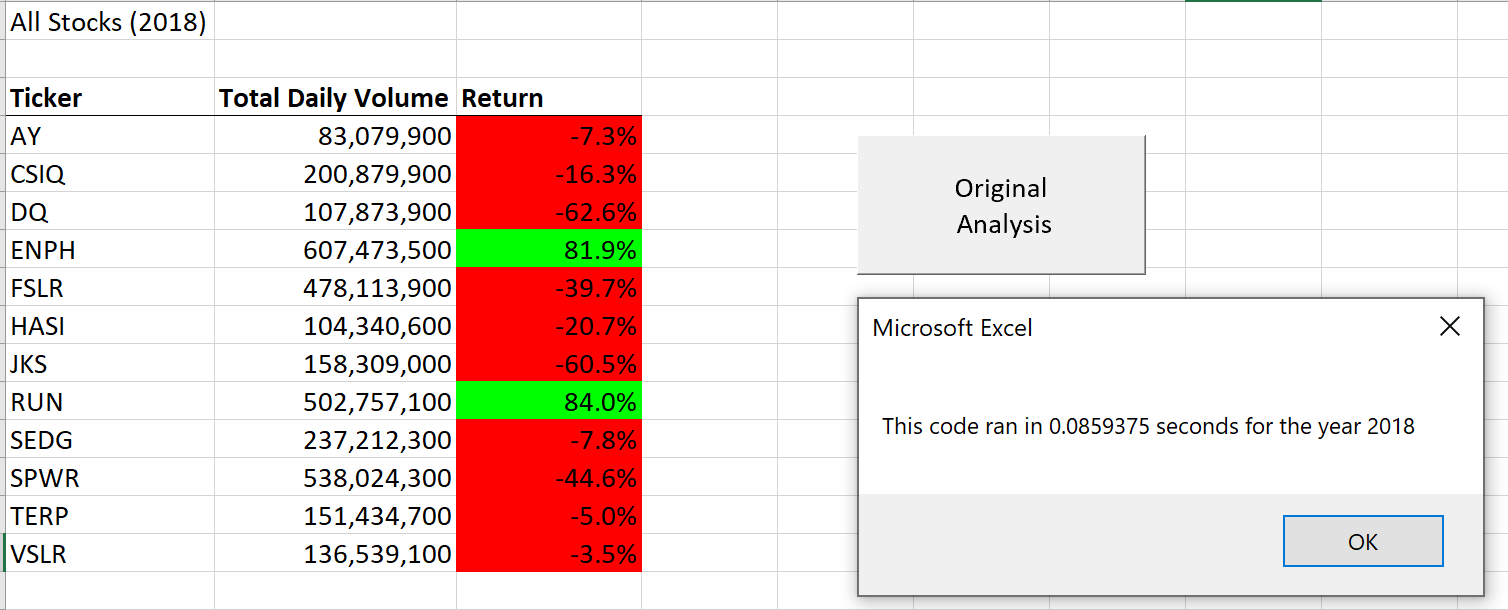 All Stocks (2018)
Ticker Total Daily Volume Return
AY 83,079,900 -7.3%
CSIQ 200,879,900 -16.3%
DQ 107,873,900 -62.6%
ENPH 607,473,500 81.9%
FSLR 478,113,900 -39.7%
HASI 104,340,600 -20.7%
JKS 158,309,000 -60.5%
RUN 502,757,100 84.0%
SEDG 237,212,300 -7.8%
SPWR 538,024,300 -44.6%
TERP 151,434,700 -5.0%
VSLR 136,539,100 -3.5%
Original
Analysis
Microsoft Excel
This code ran in 0.0859375 seconds for the year 2018
OK